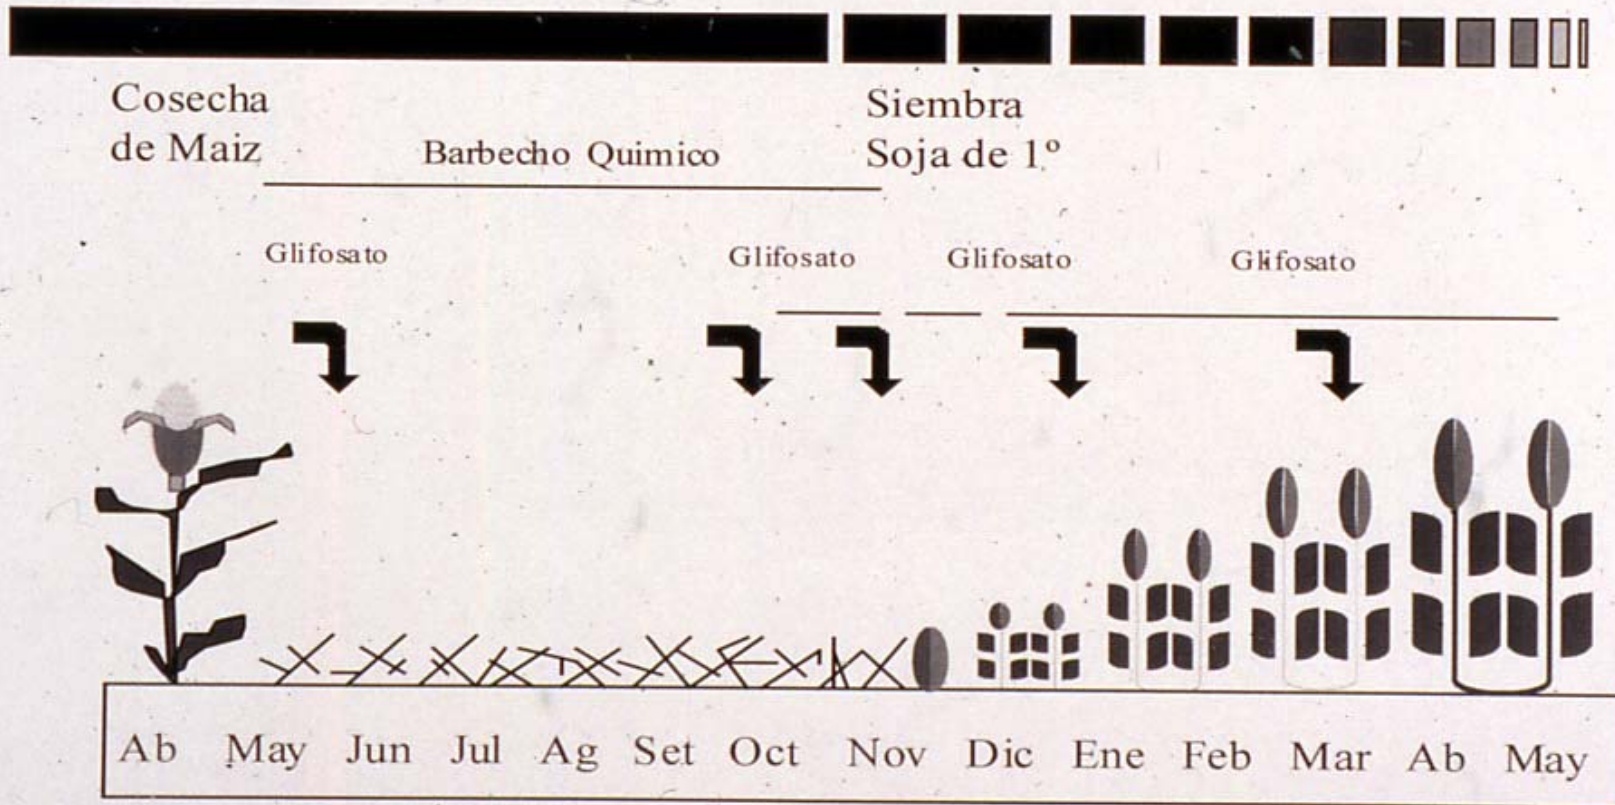 Cosecha
de Maiz
Barbecho Quimico
Siembra
Soja de 1.º
Glifosato
Glifosato
Glifosato
Glifosato
Ab May Jun Jul Ag Set Oct Nov Dic Ene Feb Mar Ab May